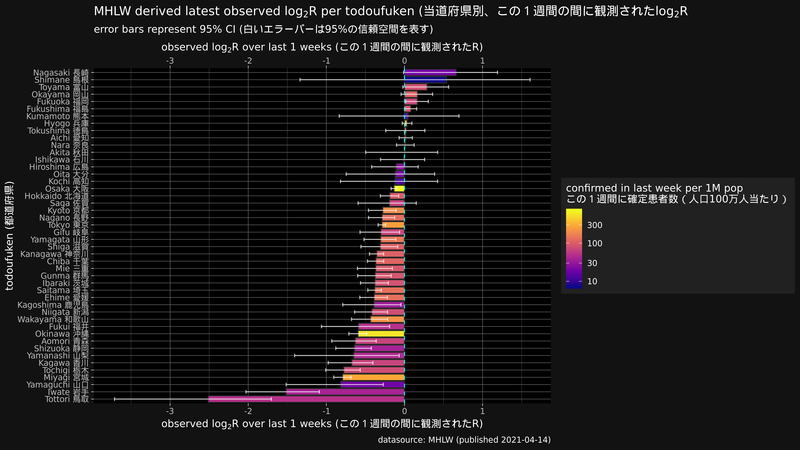 MHLW derived latest observed log₂R per todoufuken (当道府県別、この１週間の間に観測されたlog₂R
error bars represent 95% CI (白いエラーバーは95%の信頼空間を表す)
observed log₂R over last 1 weeks (この１週間の間に観測されたR)
-3 -2 -1 0 1
Nagasaki 長崎
Shimane 島根
Toyama 富山
Okayama 岡山
Fukuoka 福岡
Fukushima 福島
Kumamoto 熊本
Hyogo 兵庫
Tokushima 徳島
Aichi 愛知
Nara 奈良
Akita 秋田
Ishikawa 石川
Hiroshima 広島
Oita 大分
Kochi 高知
Osaka 大阪
Hokkaido 北海道
Saga 佐賀
Kyoto 京都
Nagano 長野
Tokyo 東京
Gifu 岐阜
Yamagata 山形
Shiga 滋賀
Kanagawa 神奈川
Chiba 千葉
Mie 三重
Gunma 群馬
Ibaraki 茨城
Saitama 埼玉
Ehime 愛媛
Kagoshima 鹿児島
Niigata 新潟
Wakayama 和歌山
Fukui 福井
Okinawa 沖縄
Aomori 青森
Shizuoka 静岡
Yamanashi 山梨
Kagawa 香川
Tochigi 栃木
Miyagi 宮城
Yamaguchi 山口
Iwate 岩手
Tottori 鳥取
todoufuken (都道府県)
-3 -2 -1 0 1
observed log₂R over last 1 weeks (この１週間の間に観測されたR)
confirmed in last week per 1M pop
この１週間に確定患者数 ( 人口100万人当たり )
300
100
30
10
datasource: MHLW (published 2021-04-14)